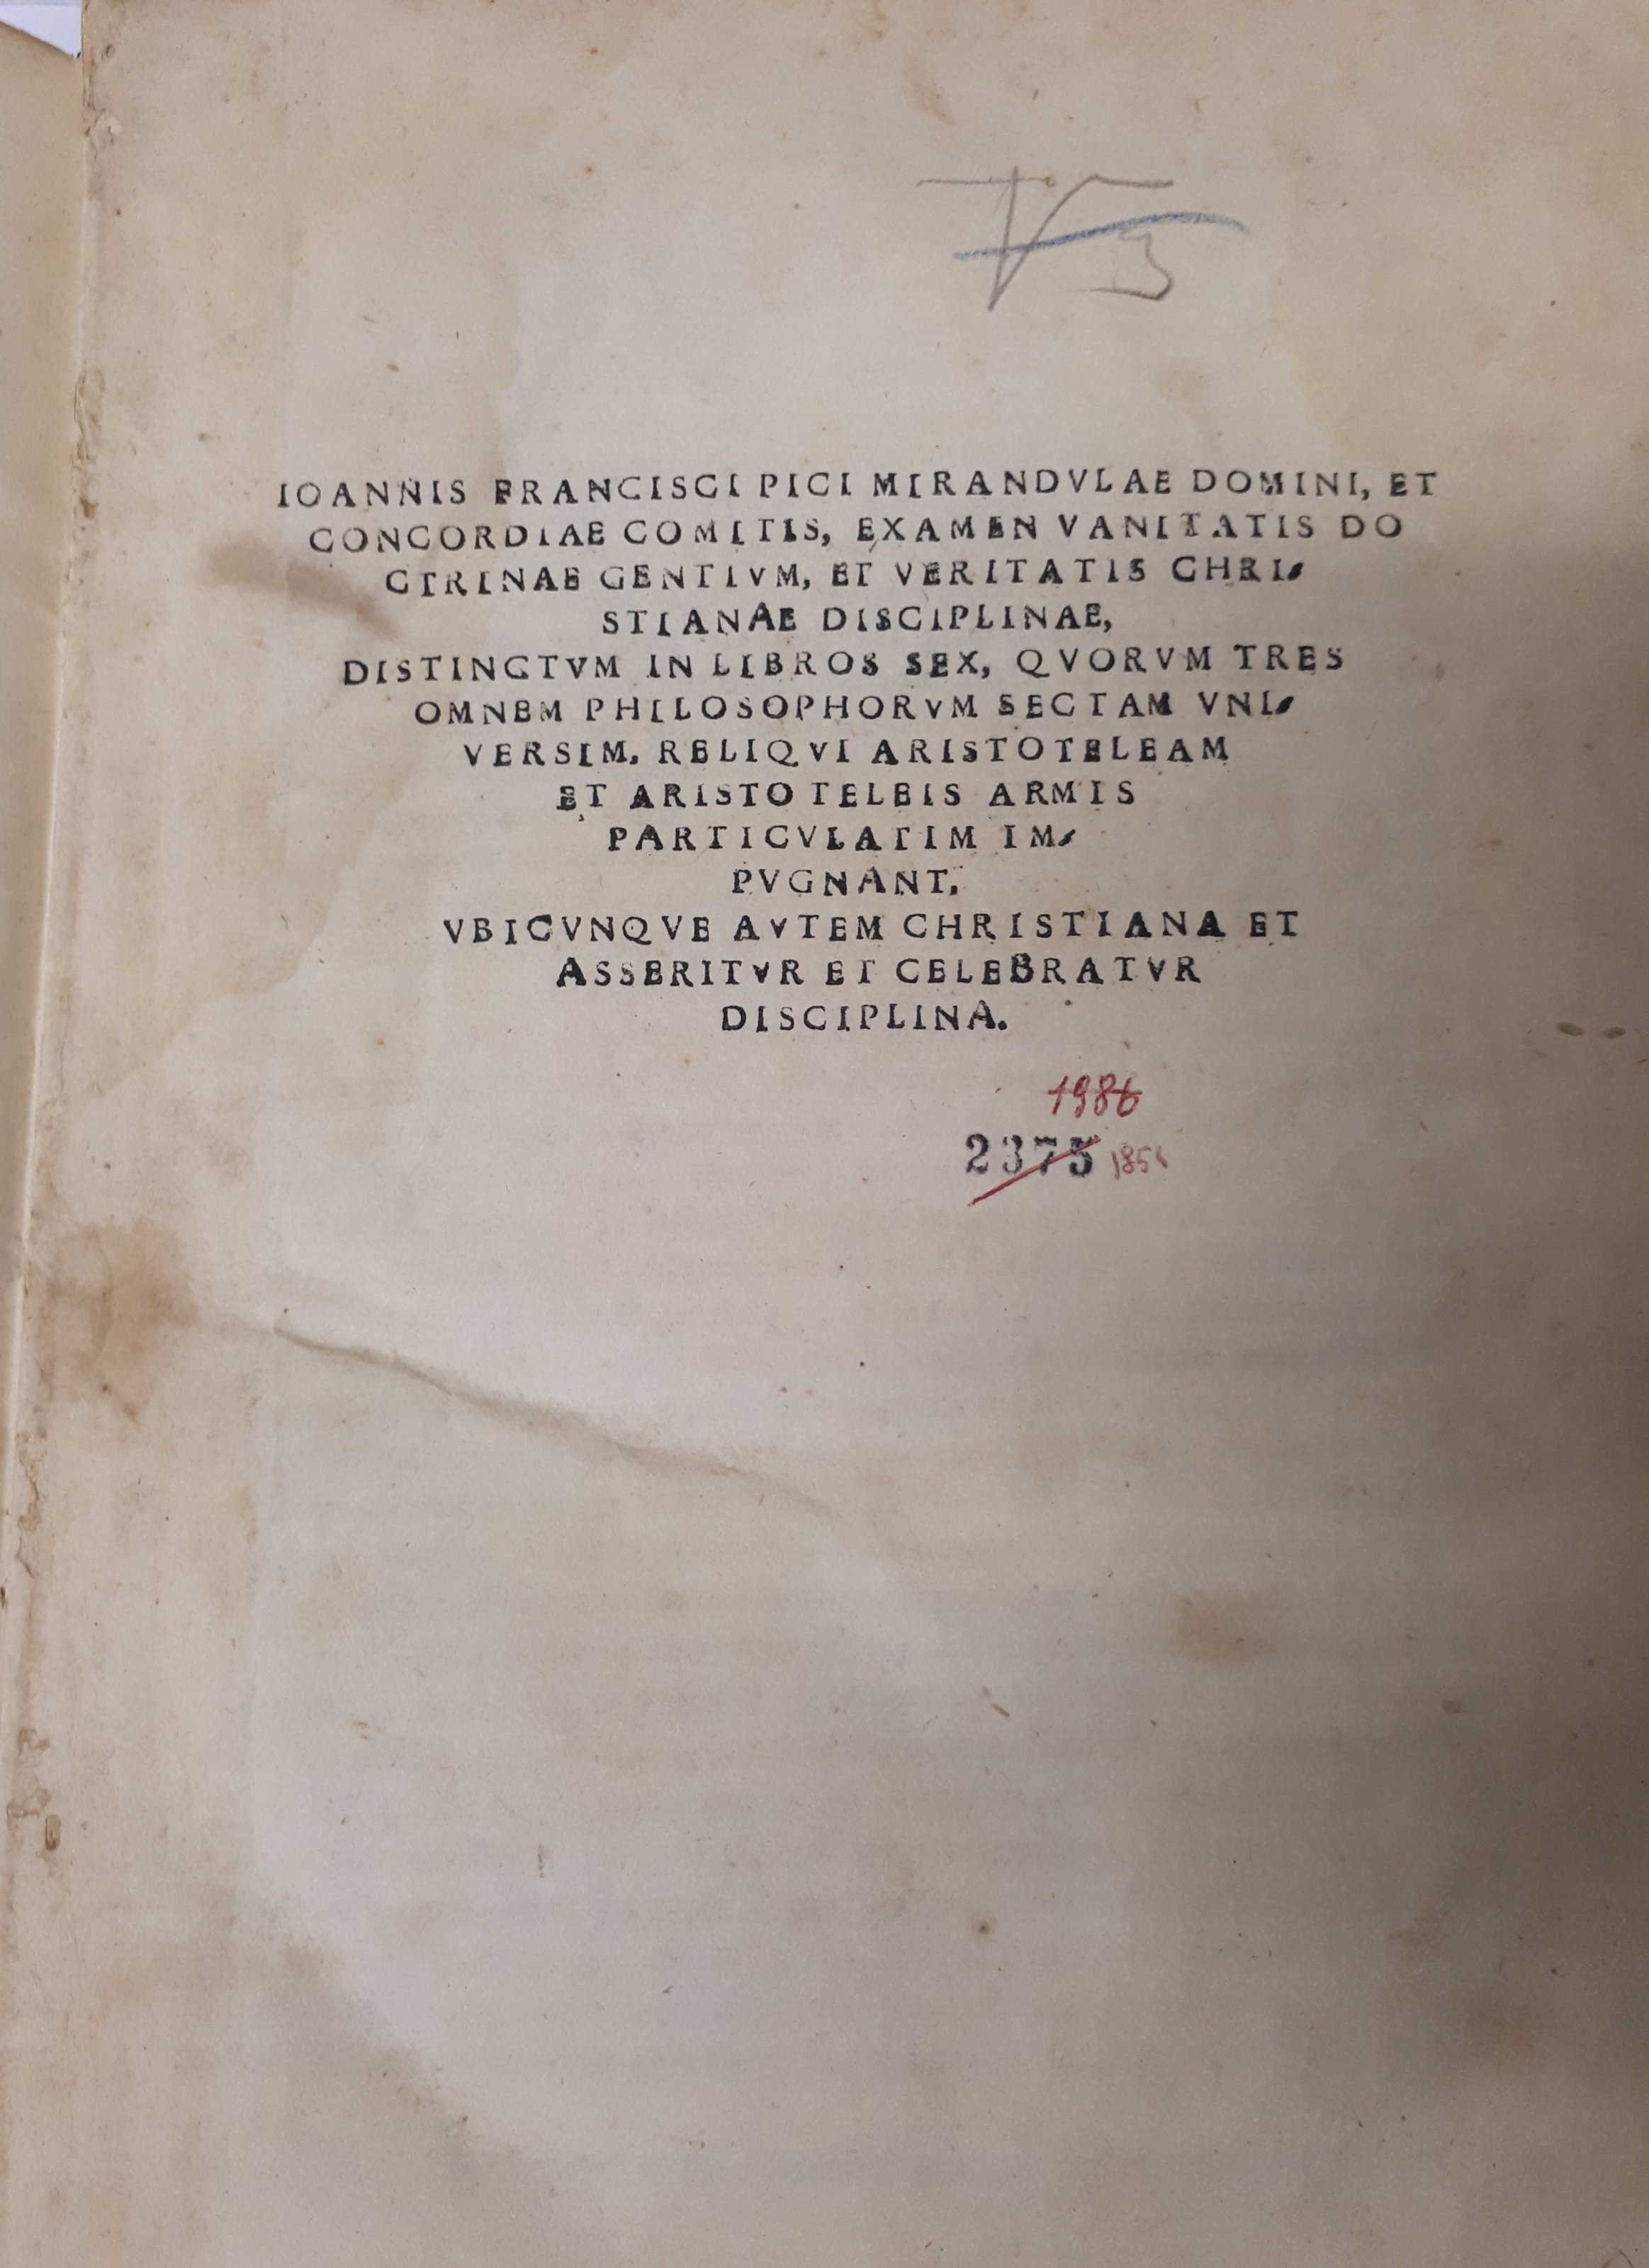 V3
IOANNIS FRANCISCI PICI MIRANDVLAE DOMINI, ET
CONCORDIAE COMITIS, EXAMEN VANITATIS DO
CTRINAE GENTIVM, ET VERITATIS CHRI-
STIANAE DISCIPLINAE,
DISTINCTVM IN LIBROS SEX, QVORVM TRES
OMNEM PHILOSOPHORVM SECTAM VNI-
VERSIM, RELIQVI ARISTOTELEAM
ET ARISTOTELEIS ARMIS
PARTICVLATIM IM-
PVGNANT,
VBICVNQVE AVTEM CHRISTIANA ET
ASSERITVR ET CELEBRATVR
DISCIPLINA.
1986
2375